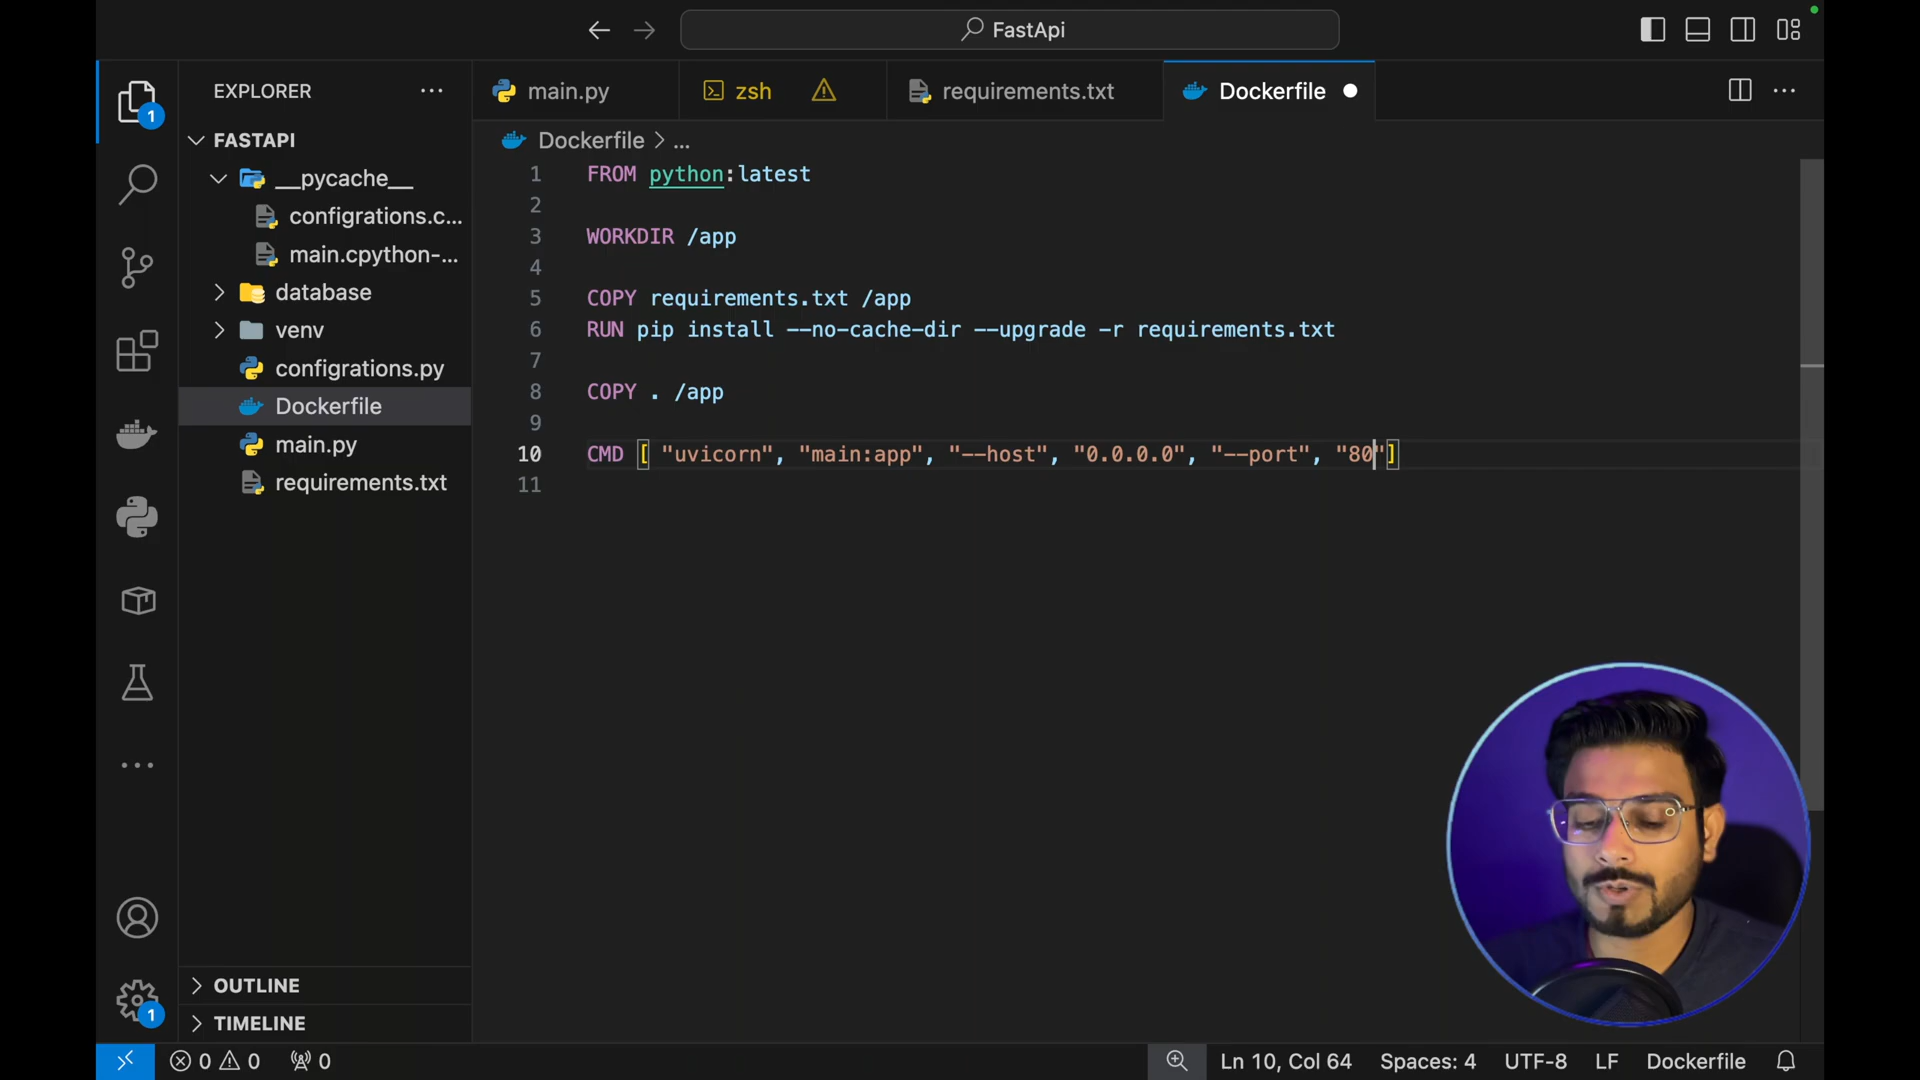 FastApi
EXPLORER
main.py
zsh
requirements.txt
Dockerfile
Dockerfile > ...
FASTAPI
__pycache__
configrations.c...
main.cpython-...
database
venv
configrations.py
Dockerfile
main.py
requirements.txt
1 FROM python:latest
2
3 WORKDIR /app
4
5 COPY requirements.txt /app
6 RUN pip install --no-cache-dir --upgrade -r requirements.txt
7
8 COPY . /app
9
10 CMD [ "uvicorn", "main:app", "--host", "0.0.0.0", "--port", "80"]
11
1
1
OUTLINE
TIMELINE
0 0 0
Ln 10, Col 64 Spaces: 4 UTF-8 LF Dockerfile